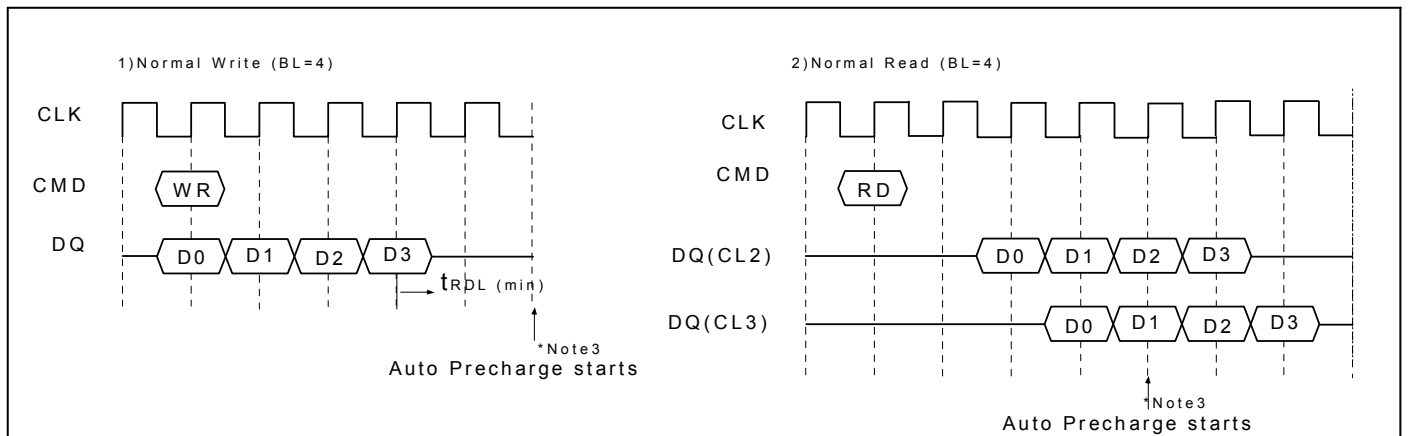 1)Normal Write (BL=4)
CLK
CMD
WR
DQ
D0 D1 D2 D3
tRDL (min)
*Note3
Auto Precharge starts
2)Normal Read (BL=4)
CLK
CMD
RD
DQ(CL2)
D0 D1 D2 D3
DQ(CL3)
D0 D1 D2 D3
*Note3
Auto Precharge starts